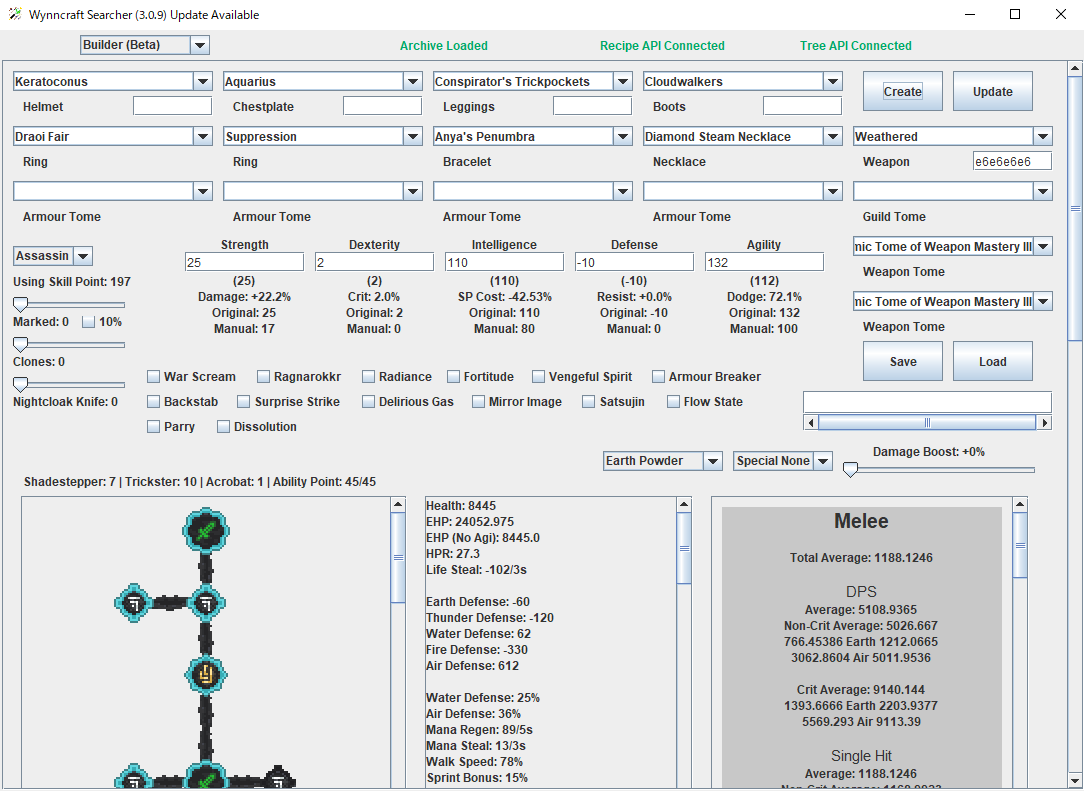 Wynncraft Searcher (3.0.9) Update Available
Builder (Beta) Archive Loaded Recipe API Connected Tree API Connected
Keratoconus Aquarius Conspirator's Trickpockets Cloudwalkers Create Update
Helmet Chestplate Leggings Boots
Draoi Fair Suppression Anya's Penumbra Diamond Steam Necklace Weathered
Ring Ring Bracelet Necklace Weapon e6e6e6e6
Armour Tome Armour Tome Armour Tome Armour Tome Guild Tome
Strength Dexterity Intelligence Defense Agility
Assassin 25 2 110 -10 132 nic Tome of Weapon Mastery III
Weapon Tome
Using Skill Point: 197 (25) (2) (110) (-10) (112)
Damage: +22.2% Crit: 2.0% SP Cost: -42.53% Resist: +0.0% Dodge: 72.1% nic Tome of Weapon Mastery III
Marked: 0 10% Original: 25 Original: 2 Original: 110 Original: -10 Original: 132
Manual: 17 Manual: 0 Manual: 80 Manual: 0 Manual: 100 Weapon Tome
Clones: 0 Save Load
War Scream Ragnarokkr Radiance Fortitude Vengeful Spirit Armour Breaker
Nightcloak Knife: 0 Backstab Surprise Strike Delirious Gas Mirror Image Satsujin Flow State
Parry Dissolution
Damage Boost: +0%
Earth Powder Special None
Shadestepper: 7 | Trickster: 10 | Acrobat: 1 | Ability Point: 45/45
Health: 8445
EHP: 24052.975
EHP (No Agi): 8445.0
HPR: 27.3
Life Steal: -102/3s
Earth Defense: -60
Thunder Defense: -120
Water Defense: 62
Fire Defense: -330
Air Defense: 612
Water Defense: 25%
Air Defense: 36%
Mana Regen: 89/5s
Mana Steal: 13/3s
Walk Speed: 78%
Sprint Bonus: 15%
Melee
Total Average: 1188.1246
DPS
Average: 5108.9365
Non-Crit Average: 5026.667
766.45386 Earth 1212.0665
3062.8604 Air 5011.9536
Crit Average: 9140.144
1393.6666 Earth 2203.9377
5569.293 Air 9113.39
Single Hit
Average: 1188.1246